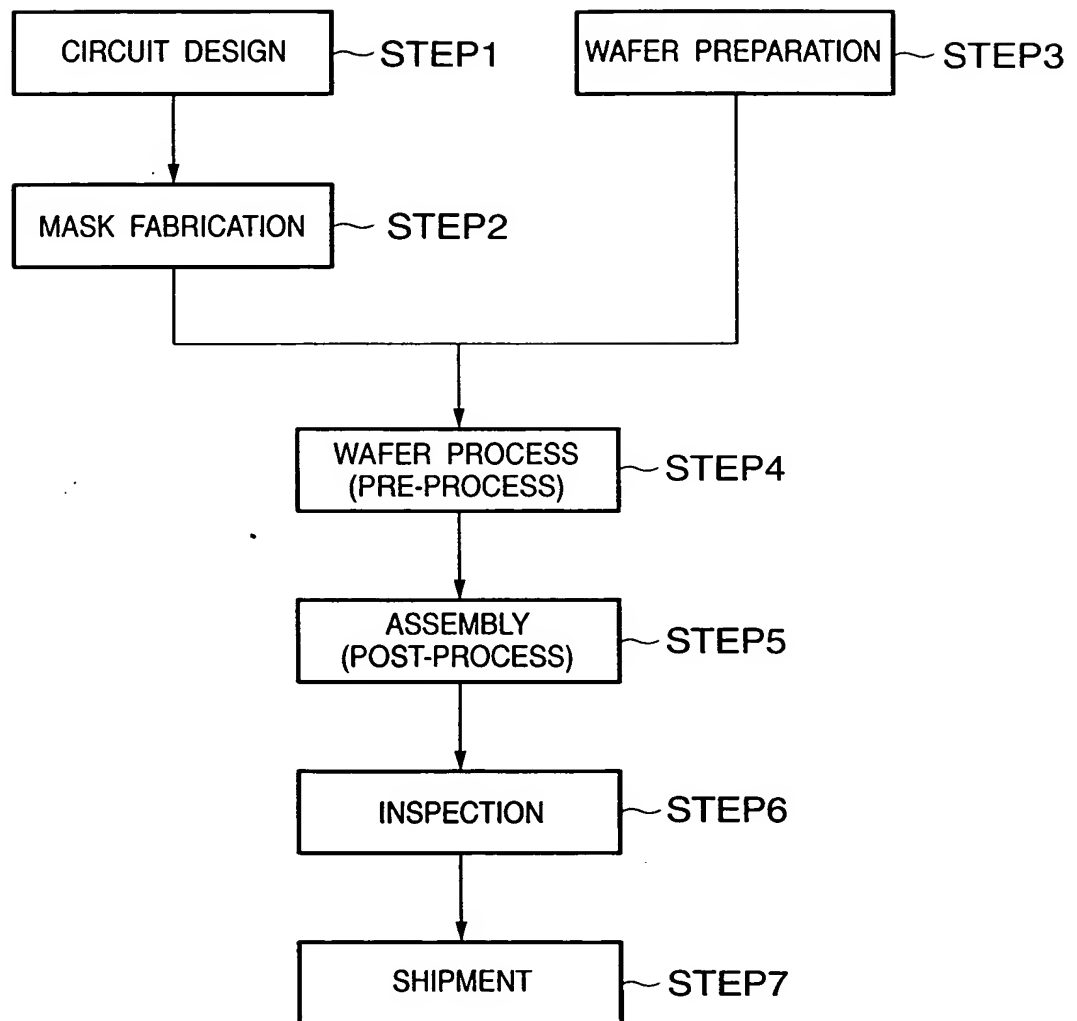 CIRCUIT DESIGN
STEP1
WAFER PREPARATION
STEP3
MASK FABRICATION
STEP2
WAFER PROCESS
(PRE-PROCESS)
STEP4
ASSEMBLY
(POST-PROCESS)
STEP5
INSPECTION
STEP6
SHIPMENT
STEP7